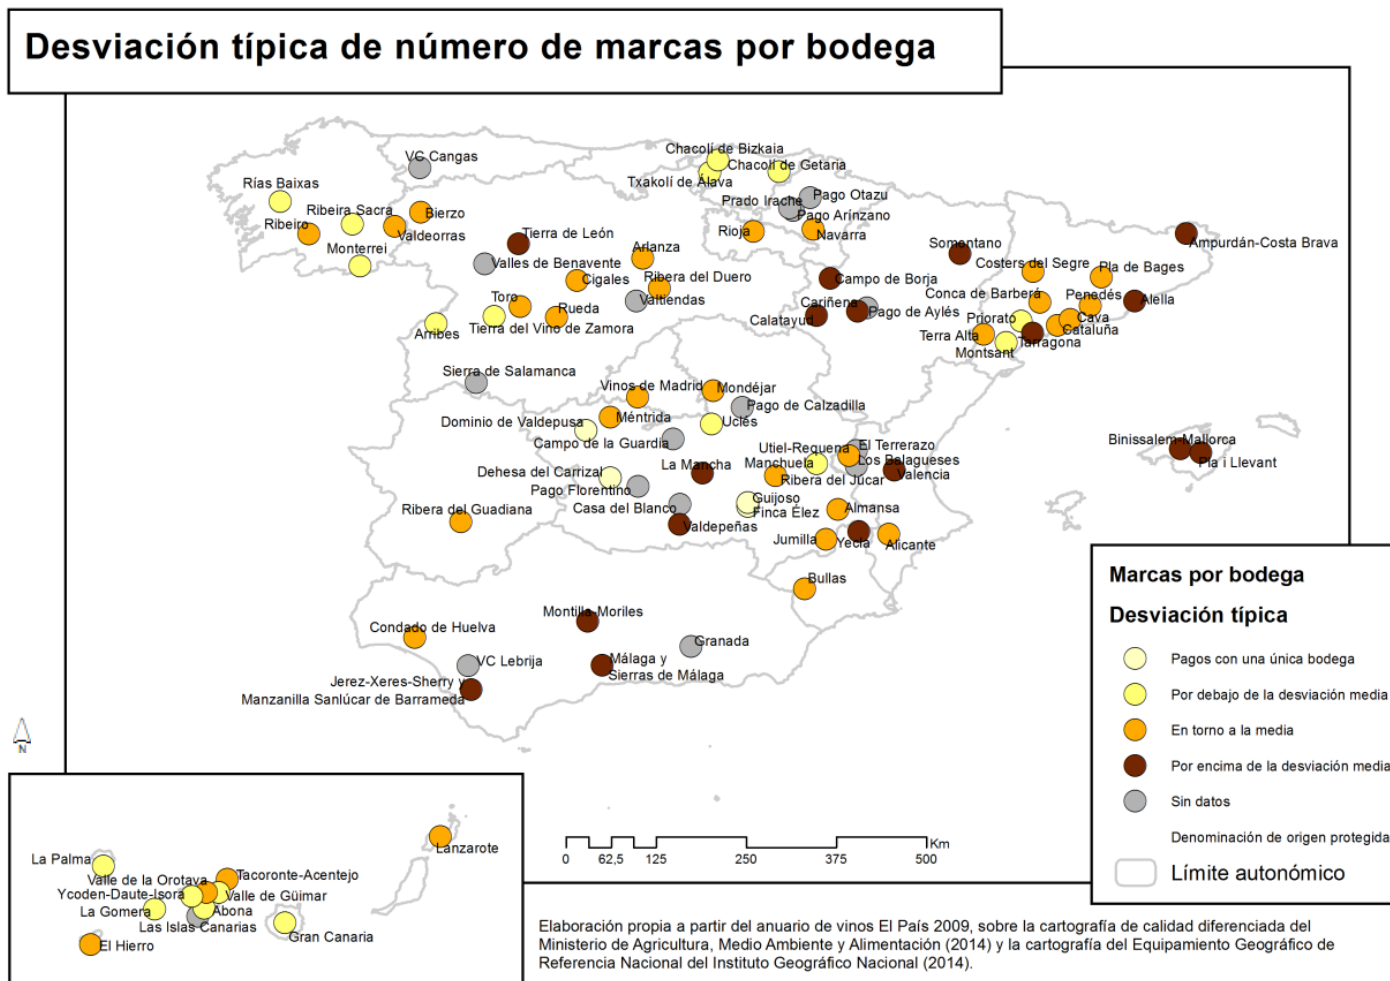 Desviación típica de número de marcas por bodega
VC Cangas
Chacolí de Bizkaia
Chacolí de Getaria
Txakolí de Álava
Rías Baixas
Ribeira Sacra
Bierzo
Ribeiro
Valdeorras
Monterrei
Prado Irache
Pago Otazu
Pago Arínzano
Rioja
Navarra
Tierra de León
Valles de Benavente
Arlanza
Cigales
Ribera del Duero
Valtiendas
Toro
Rueda
Tierra del Vino de Zamora
Arribes
Sierra de Salamanca
Somontano
Ampurdán-Costa Brava
Costers del Segre
Pla de Bages
Campo de Borja
Cariñena
Pago de Aylés
Calatayud
Conca de Barberá
Penedés
Alella
Priorato
Cava
Cataluña
Terra Alta
Tarragona
Montsant
Vinos de Madrid
Mondéjar
Dominio de Valdepusa
Méntrida
Pago de Calzadilla
Uclés
Campo de la Guardia
Utiel-Requena
El Terrerazo
Manchuela
Los Balagueses
La Mancha
Ribera del Júcar
Valencia
Binissalem-Mallorca
Pla i Llevant
Dehesa del Carrizal
Pago Florentino
Casa del Blanco
Guijoso
Finca Élez
Almansa
Ribera del Guadiana
Valdepeñas
Jumilla
Yecla
Alicante
Bullas
Montilla-Moriles
Condado de Huelva
Granada
VC Lebrija
Málaga y
Sierras de Málaga
Jerez-Xeres-Sherry y
Manzanilla Sanlúcar de Barrameda
N
Marcas por bodega
Desviación típica
Pagos con una única bodega
Por debajo de la desviación media
En torno a la media
Por encima de la desviación media
Sin datos
Denominación de origen protegida
Límite autonómico
Km
0 62,5 125 250 375 500
La Palma
Lanzarote
Valle de la Orotava
Tacoronte-Acentejo
Ycoden-Daute-Isora
Valle de Güimar
La Gomera
Abona
Las Islas Canarias
Gran Canaria
El Hierro
Elaboración propia a partir del anuario de vinos El País 2009, sobre la cartografía de calidad diferenciada del
Ministerio de Agricultura, Medio Ambiente y Alimentación (2014) y la cartografía del Equipamiento Geográfico de
Referencia Nacional del Instituto Geográfico Nacional (2014).